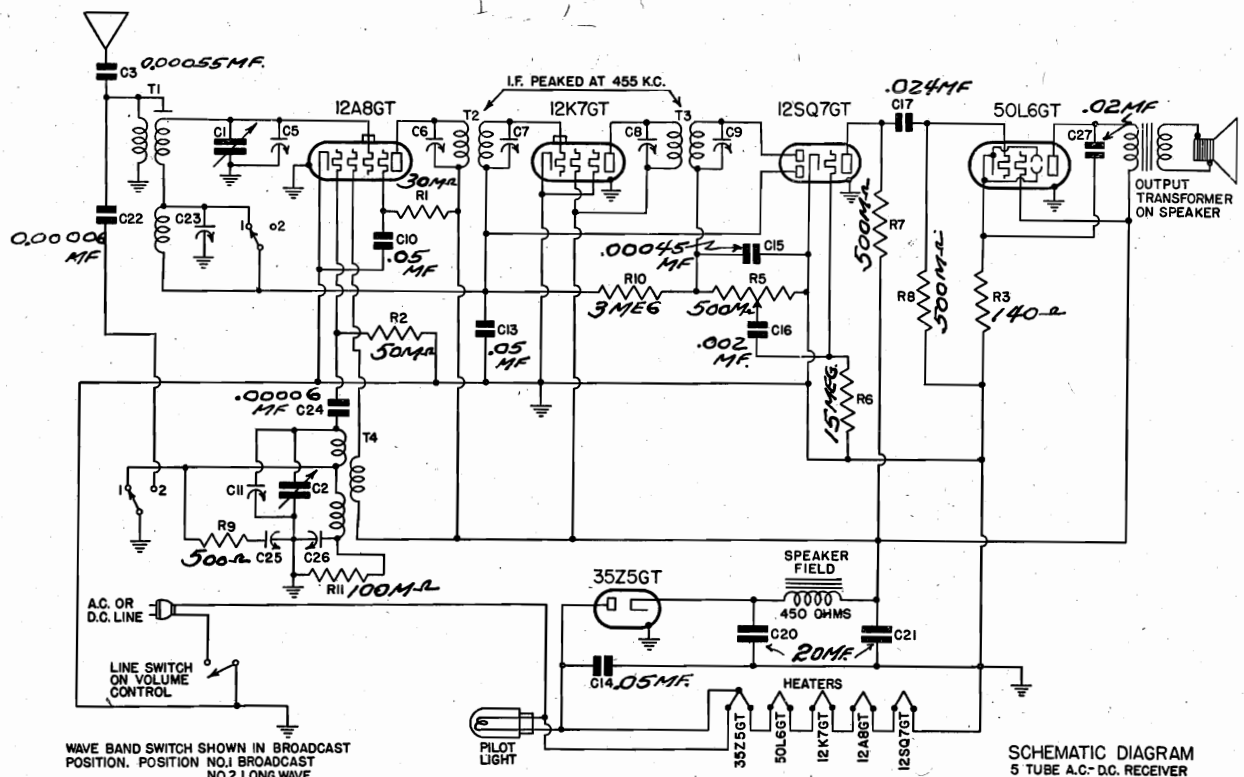 C3 0.00055MF.
T1
I.F. PEAKED AT 455 K.C.
12A8GT
T2
12K7GT
T3
12SQ7GT
.024MF
C17
50L6GT
.02MF
C27
C1
C5
C6
C7
C8
C9
30MΩ
R1
OUTPUT
TRANSFORMER
ON SPEAKER
C22
0.00006
MF
C23
1 2
C10
.05
MF
.00045
MF
C15
500MΩ
R7
R10
3MEG
R5
500MΩ
R8
500MΩ
R3
140Ω
R2
50MΩ
C13
.05
MF
C16
.002
MF.
.0006
MF C24
15MEG.
R6
T4
1 2
C11
C2
R9
500Ω
C25
C26
R11 100MΩ
35Z5GT
SPEAKER
FIELD
450 OHMS
A.C. OR
D.C. LINE
C20
20MF.
C21
LINE SWITCH
ON VOLUME
CONTROL
C14 .05MF.
HEATERS
35Z5GT
50L6GT
12K7GT
12A8GT
12SQ7GT
PILOT
LIGHT
WAVE BAND SWITCH SHOWN IN BROADCAST
POSITION. POSITION NO.1 BROADCAST
NO.2 LONG WAVE
SCHEMATIC DIAGRAM
5 TUBE A.C.- D.C. RECEIVER